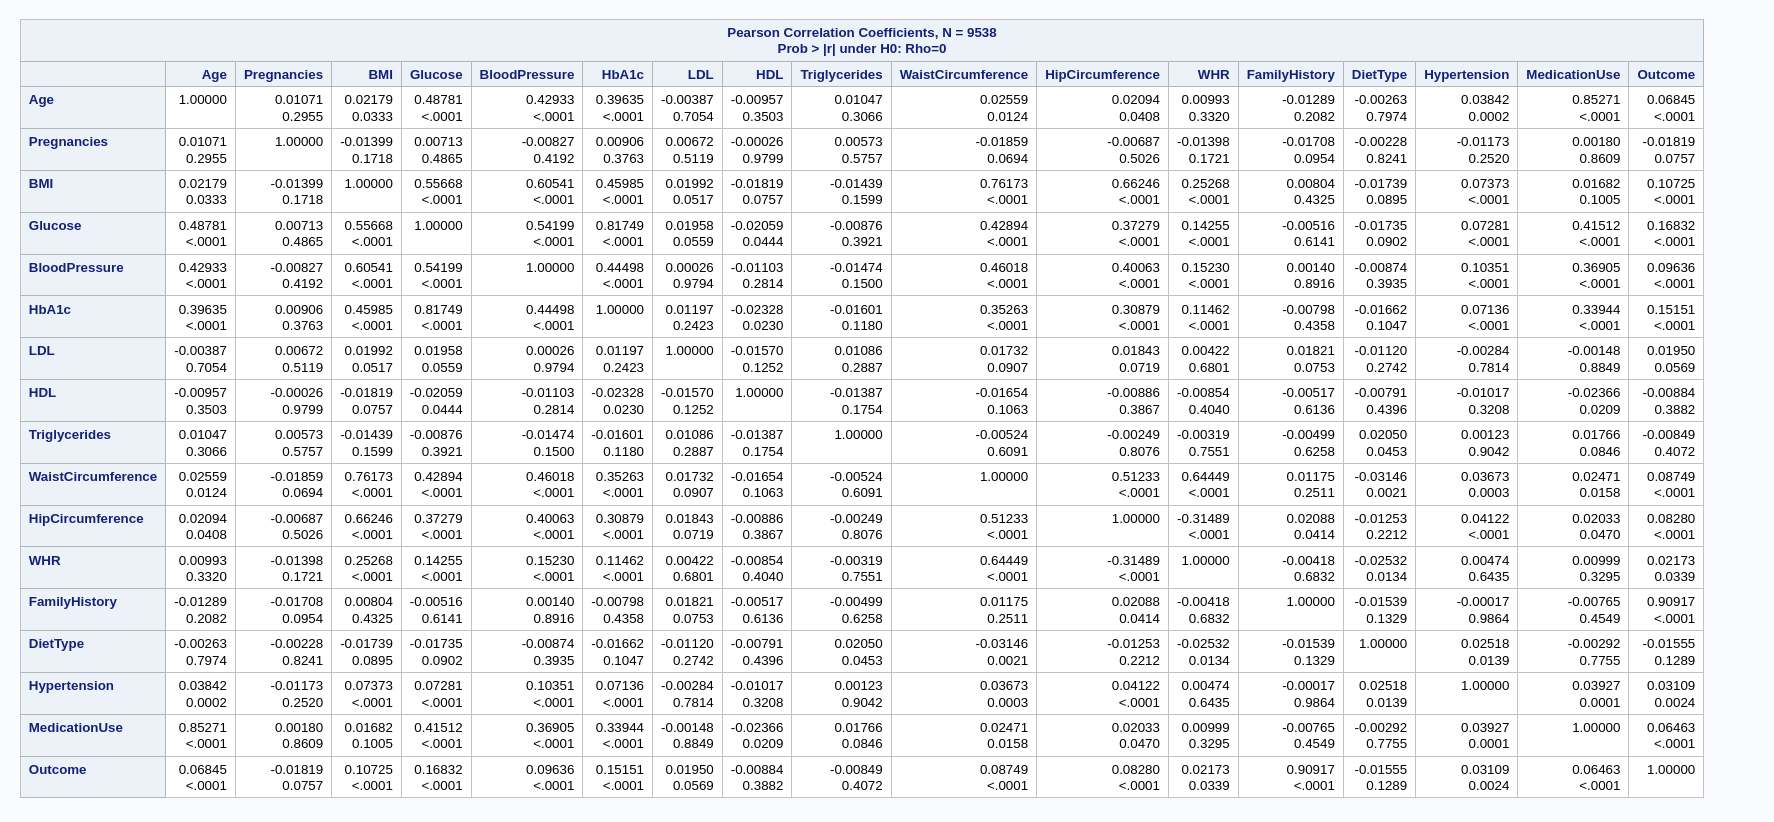 Pearson Correlation Coefficients, N = 9538
Prob > |r| under H0: Rho=0
Age Pregnancies BMI Glucose BloodPressure HbA1c LDL HDL Triglycerides WaistCircumference HipCircumference WHR FamilyHistory DietType Hypertension MedicationUse Outcome
Age 1.00000 0.01071 0.02179 0.48781 0.42933 0.39635 -0.00387 -0.00957 0.01047 0.02559 0.02094 0.00993 -0.01289 -0.00263 0.03842 0.85271 0.06845
0.2955 0.0333 <.0001 <.0001 <.0001 0.7054 0.3503 0.3066 0.0124 0.0408 0.3320 0.2082 0.7974 0.0002 <.0001 <.0001
Pregnancies 0.01071 1.00000 -0.01399 0.00713 -0.00827 0.00906 0.00672 -0.00026 0.00573 -0.01859 -0.00687 -0.01398 -0.01708 -0.00228 -0.01173 0.00180 -0.01819
0.2955 0.1718 0.4865 0.4192 0.3763 0.5119 0.9799 0.5757 0.0694 0.5026 0.1721 0.0954 0.8241 0.2520 0.8609 0.0757
BMI 0.02179 -0.01399 1.00000 0.55668 0.60541 0.45985 0.01992 -0.01819 -0.01439 0.76173 0.66246 0.25268 0.00804 -0.01739 0.07373 0.01682 0.10725
0.0333 0.1718 <.0001 <.0001 <.0001 0.0517 0.0757 0.1599 <.0001 <.0001 <.0001 0.4325 0.0895 <.0001 0.1005 <.0001
Glucose 0.48781 0.00713 0.55668 1.00000 0.54199 0.81749 0.01958 -0.02059 -0.00876 0.42894 0.37279 0.14255 -0.00516 -0.01735 0.07281 0.41512 0.16832
<.0001 0.4865 <.0001 <.0001 <.0001 0.0559 0.0444 0.3921 <.0001 <.0001 <.0001 0.6141 0.0902 <.0001 <.0001 <.0001
BloodPressure 0.42933 -0.00827 0.60541 0.54199 1.00000 0.44498 0.00026 -0.01103 -0.01474 0.46018 0.40063 0.15230 0.00140 -0.00874 0.10351 0.36905 0.09636
<.0001 0.4192 <.0001 <.0001 <.0001 0.9794 0.2814 0.1500 <.0001 <.0001 <.0001 0.8916 0.3935 <.0001 <.0001 <.0001
HbA1c 0.39635 0.00906 0.45985 0.81749 0.44498 1.00000 0.01197 -0.02328 -0.01601 0.35263 0.30879 0.11462 -0.00798 -0.01662 0.07136 0.33944 0.15151
<.0001 0.3763 <.0001 <.0001 <.0001 0.2423 0.0230 0.1180 <.0001 <.0001 <.0001 0.4358 0.1047 <.0001 <.0001 <.0001
LDL -0.00387 0.00672 0.01992 0.01958 0.00026 0.01197 1.00000 -0.01570 0.01086 0.01732 0.01843 0.00422 0.01821 -0.01120 -0.00284 -0.00148 0.01950
0.7054 0.5119 0.0517 0.0559 0.9794 0.2423 0.1252 0.2887 0.0907 0.0719 0.6801 0.0753 0.2742 0.7814 0.8849 0.0569
HDL -0.00957 -0.00026 -0.01819 -0.02059 -0.01103 -0.02328 -0.01570 1.00000 -0.01387 -0.01654 -0.00886 -0.00854 -0.00517 -0.00791 -0.01017 -0.02366 -0.00884
0.3503 0.9799 0.0757 0.0444 0.2814 0.0230 0.1252 0.1754 0.1063 0.3867 0.4040 0.6136 0.4396 0.3208 0.0209 0.3882
Triglycerides 0.01047 0.00573 -0.01439 -0.00876 -0.01474 -0.01601 0.01086 -0.01387 1.00000 -0.00524 -0.00249 -0.00319 -0.00499 0.02050 0.00123 0.01766 -0.00849
0.3066 0.5757 0.1599 0.3921 0.1500 0.1180 0.2887 0.1754 0.6091 0.8076 0.7551 0.6258 0.0453 0.9042 0.0846 0.4072
WaistCircumference 0.02559 -0.01859 0.76173 0.42894 0.46018 0.35263 0.01732 -0.01654 -0.00524 1.00000 0.51233 0.64449 0.01175 -0.03146 0.03673 0.02471 0.08749
0.0124 0.0694 <.0001 <.0001 <.0001 <.0001 0.0907 0.1063 0.6091 <.0001 <.0001 0.2511 0.0021 0.0003 0.0158 <.0001
HipCircumference 0.02094 -0.00687 0.66246 0.37279 0.40063 0.30879 0.01843 -0.00886 -0.00249 0.51233 1.00000 -0.31489 0.02088 -0.01253 0.04122 0.02033 0.08280
0.0408 0.5026 <.0001 <.0001 <.0001 <.0001 0.0719 0.3867 0.8076 <.0001 <.0001 0.0414 0.2212 <.0001 0.0470 <.0001
WHR 0.00993 -0.01398 0.25268 0.14255 0.15230 0.11462 0.00422 -0.00854 -0.00319 0.64449 -0.31489 1.00000 -0.00418 -0.02532 0.00474 0.00999 0.02173
0.3320 0.1721 <.0001 <.0001 <.0001 <.0001 0.6801 0.4040 0.7551 <.0001 <.0001 0.6832 0.0134 0.6435 0.3295 0.0339
FamilyHistory -0.01289 -0.01708 0.00804 -0.00516 0.00140 -0.00798 0.01821 -0.00517 -0.00499 0.01175 0.02088 -0.00418 1.00000 -0.01539 -0.00017 -0.00765 0.90917
0.2082 0.0954 0.4325 0.6141 0.8916 0.4358 0.0753 0.6136 0.6258 0.2511 0.0414 0.6832 0.1329 0.9864 0.4549 <.0001
DietType -0.00263 -0.00228 -0.01739 -0.01735 -0.00874 -0.01662 -0.01120 -0.00791 0.02050 -0.03146 -0.01253 -0.02532 -0.01539 1.00000 0.02518 -0.00292 -0.01555
0.7974 0.8241 0.0895 0.0902 0.3935 0.1047 0.2742 0.4396 0.0453 0.0021 0.2212 0.0134 0.1329 0.0139 0.7755 0.1289
Hypertension 0.03842 -0.01173 0.07373 0.07281 0.10351 0.07136 -0.00284 -0.01017 0.00123 0.03673 0.04122 0.00474 -0.00017 0.02518 1.00000 0.03927 0.03109
0.0002 0.2520 <.0001 <.0001 <.0001 <.0001 0.7814 0.3208 0.9042 0.0003 <.0001 0.6435 0.9864 0.0139 0.0001 0.0024
MedicationUse 0.85271 0.00180 0.01682 0.41512 0.36905 0.33944 -0.00148 -0.02366 0.01766 0.02471 0.02033 0.00999 -0.00765 -0.00292 0.03927 1.00000 0.06463
<.0001 0.8609 0.1005 <.0001 <.0001 <.0001 0.8849 0.0209 0.0846 0.0158 0.0470 0.3295 0.4549 0.7755 0.0001 <.0001
Outcome 0.06845 -0.01819 0.10725 0.16832 0.09636 0.15151 0.01950 -0.00884 -0.00849 0.08749 0.08280 0.02173 0.90917 -0.01555 0.03109 0.06463 1.00000
<.0001 0.0757 <.0001 <.0001 <.0001 <.0001 0.0569 0.3882 0.4072 <.0001 <.0001 0.0339 <.0001 0.1289 0.0024 <.0001